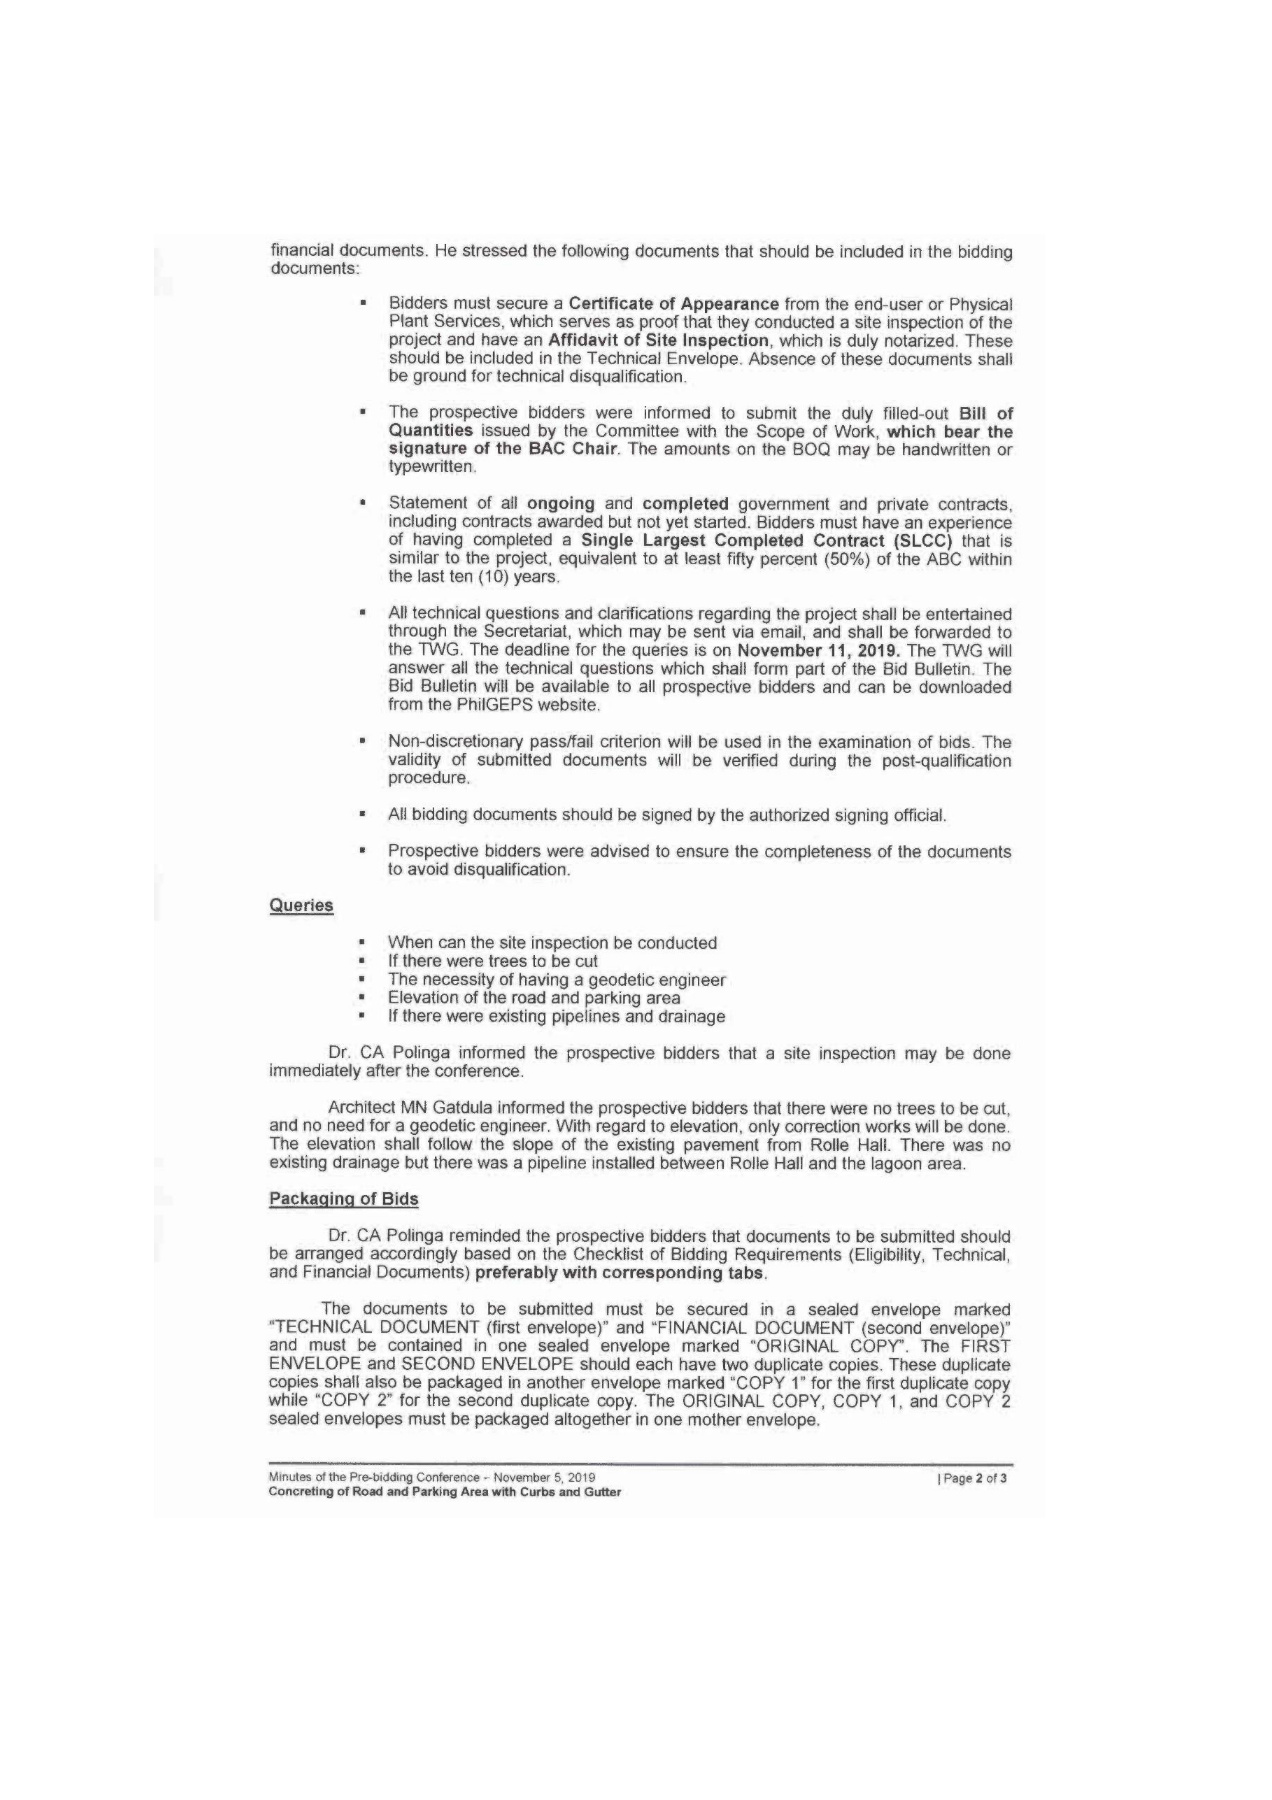 financial documents. He stressed the following documents that should be included in the bidding
documents:
▪ Bidders must secure a Certificate of Appearance from the end-user or Physical
Plant Services, which serves as proof that they conducted a site inspection of the
project and have an Affidavit of Site Inspection, which is duly notarized. These
should be included in the Technical Envelope. Absence of these documents shall
be ground for technical disqualification.
▪ The prospective bidders were informed to submit the duly filled-out Bill of
Quantities issued by the Committee with the Scope of Work, which bear the
signature of the BAC Chair. The amounts on the BOQ may be handwritten or
typewritten.
▪ Statement of all ongoing and completed government and private contracts,
including contracts awarded but not yet started. Bidders must have an experience
of having completed a Single Largest Completed Contract (SLCC) that is
similar to the project, equivalent to at least fifty percent (50%) of the ABC within
the last ten (10) years.
▪ All technical questions and clarifications regarding the project shall be entertained
through the Secretariat, which may be sent via email, and shall be forwarded to
the TWG. The deadline for the queries is on November 11, 2019. The TWG will
answer all the technical questions which shall form part of the Bid Bulletin. The
Bid Bulletin will be available to all prospective bidders and can be downloaded
from the PhilGEPS website.
▪ Non-discretionary pass/fail criterion will be used in the examination of bids. The
validity of submitted documents will be verified during the post-qualification
procedure.
▪ All bidding documents should be signed by the authorized signing official.
▪ Prospective bidders were advised to ensure the completeness of the documents
to avoid disqualification.
Queries
▪ When can the site inspection be conducted
▪ If there were trees to be cut
▪ The necessity of having a geodetic engineer
▪ Elevation of the road and parking area
▪ If there were existing pipelines and drainage
Dr. CA Polinga informed the prospective bidders that a site inspection may be done
immediately after the conference.
Architect MN Gatdula informed the prospective bidders that there were no trees to be cut,
and no need for a geodetic engineer. With regard to elevation, only correction works will be done.
The elevation shall follow the slope of the existing pavement from Rolle Hall. There was no
existing drainage but there was a pipeline installed between Rolle Hall and the lagoon area.
Packaging of Bids
Dr. CA Polinga reminded the prospective bidders that documents to be submitted should
be arranged accordingly based on the Checklist of Bidding Requirements (Eligibility, Technical,
and Financial Documents) preferably with corresponding tabs.
The documents to be submitted must be secured in a sealed envelope marked
“TECHNICAL DOCUMENT (first envelope)” and “FINANCIAL DOCUMENT (second envelope)”
and must be contained in one sealed envelope marked “ORIGINAL COPY”. The FIRST
ENVELOPE and SECOND ENVELOPE should each have two duplicate copies. These duplicate
copies shall also be packaged in another envelope marked “COPY 1” for the first duplicate copy
while “COPY 2” for the second duplicate copy. The ORIGINAL COPY, COPY 1, and COPY 2
sealed envelopes must be packaged altogether in one mother envelope.
Minutes of the Pre-bidding Conference – November 5, 2019 | Page 2 of 3
Concreting of Road and Parking Area with Curbs and Gutter